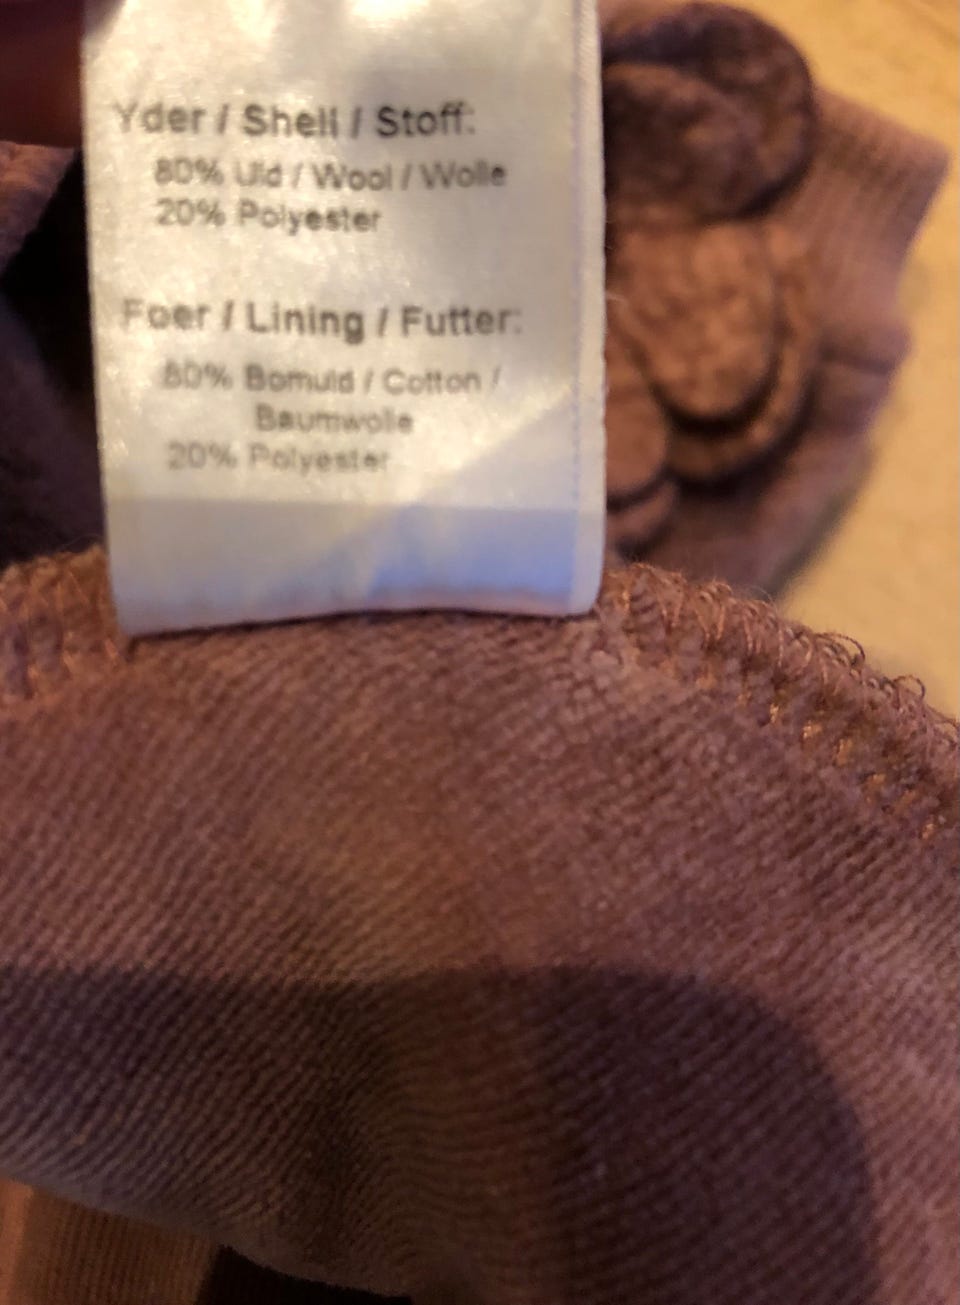 Yder / Shell / Stoff:
80% Uld / Wool / Wolle
20% Polyester
Foer / Lining / Futter:
80% Bomuld / Cotton /
Baumwolle
20% Polyester